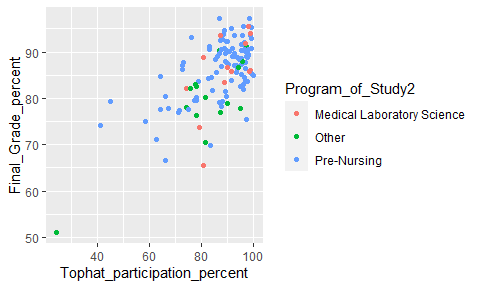 90
80
70
60
50
Final_Grade_percent
40
60
80
100
Tophat_participation_percent
Program_of_Study2
Medical Laboratory Science
Other
Pre-Nursing